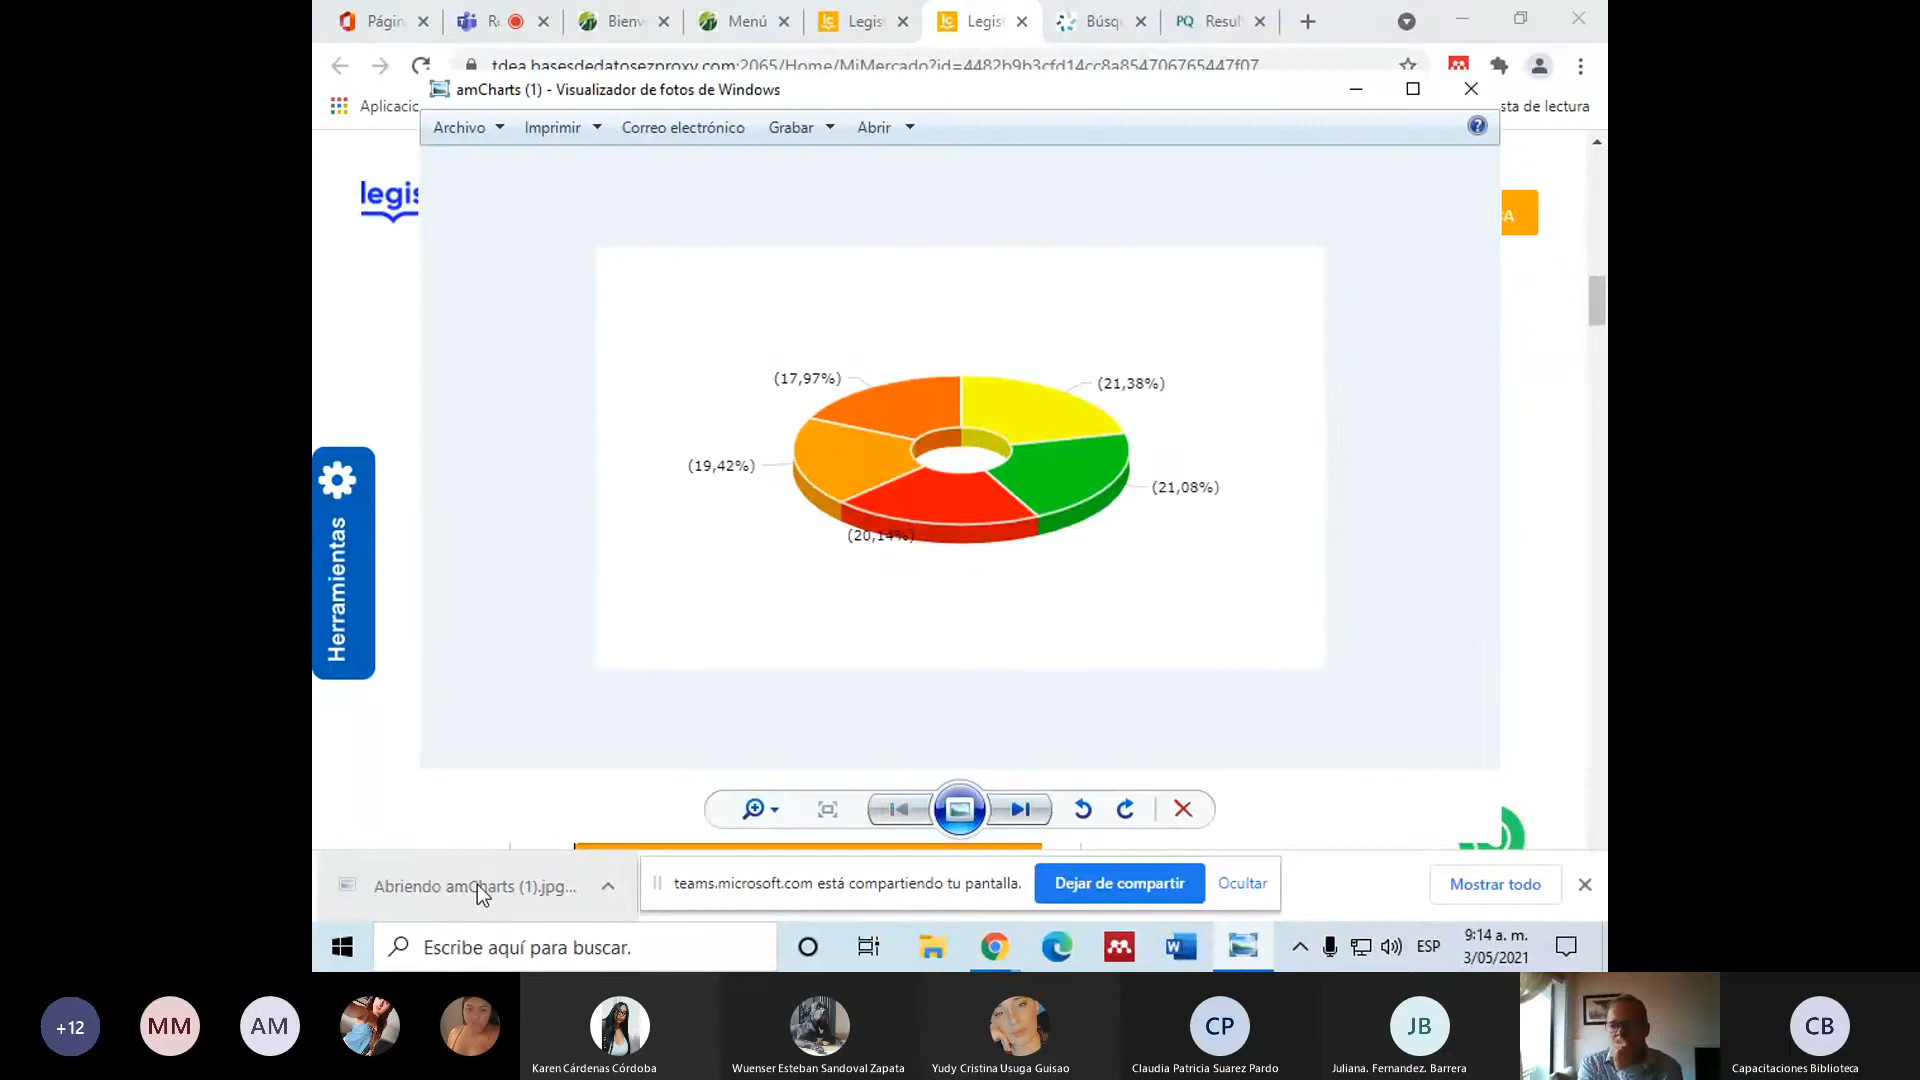 Págin
R
Bienv
Menú
Legis
Legis
Búsq
PQ Resul
tdea.basesdedatosezproxy.com:2065/Home/MiMercado?id=4482b9b3cfd14cc8a854706765447f07
Aplicacio
sta de lectura
amCharts (1) - Visualizador de fotos de Windows
Archivo Imprimir Correo electrónico Grabar Abrir
legis
A
(17,97%)
(21,38%)
(19,42%)
(21,08%)
(20,14%)
Herramientas
Abriendo amCharts (1).jpg...
teams.microsoft.com está compartiendo tu pantalla.
Dejar de compartir
Ocultar
Mostrar todo
Escribe aquí para buscar.
ESP
9:14 a. m.
3/05/2021
+12
MM
AM
CP
JB
CB
Karen Cárdenas Córdoba
Wuenser Esteban Sandoval Zapata
Yudy Cristina Usuga Guisao
Claudia Patricia Suarez Pardo
Juliana. Fernandez. Barrera
Capacitaciones Biblioteca